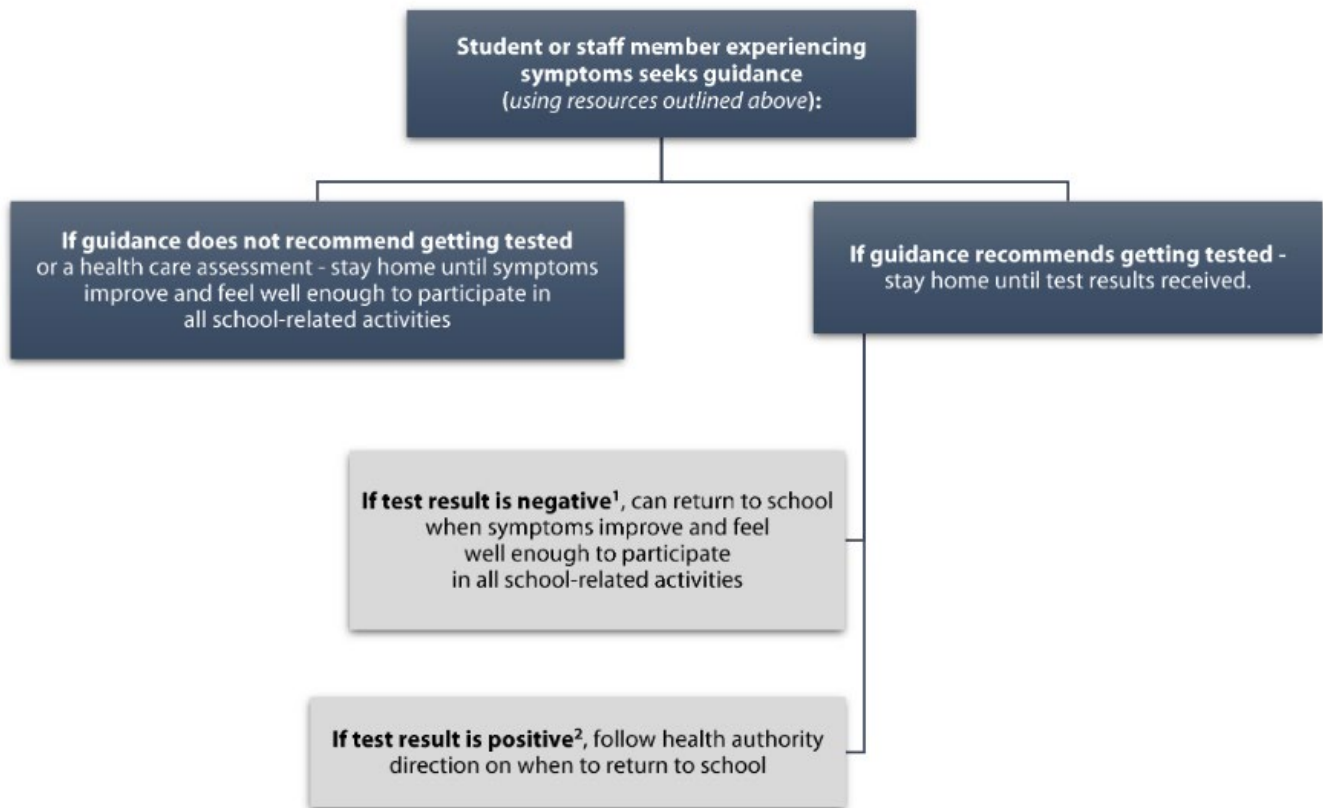 Student or staff member experiencing
symptoms seeks guidance
(using resources outlined above):
If guidance does not recommend getting tested
or a health care assessment - stay home until symptoms
improve and feel well enough to participate in
all school-related activities
If guidance recommends getting tested -
stay home until test results received.
If test result is negative¹, can return to school
when symptoms improve and feel
well enough to participate
in all school-related activities
If test result is positive², follow health authority
direction on when to return to school